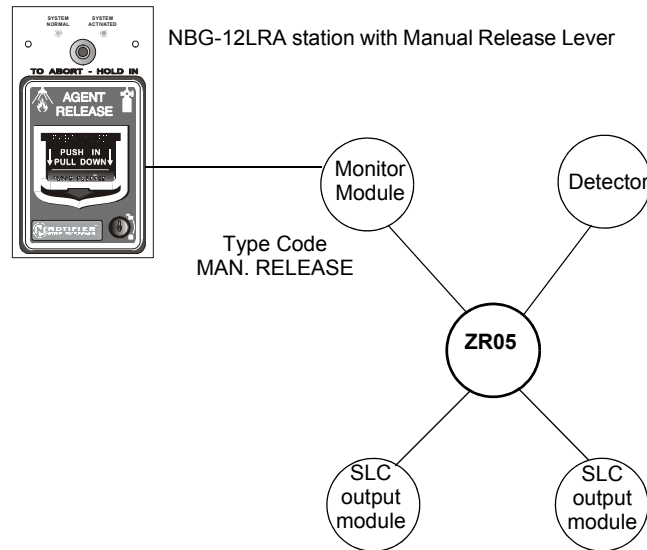 SYSTEM NORMAL
SYSTEM ACTIVATED
NBG-12LRA station with Manual Release Lever
TO ABORT - HOLD IN
AGENT
RELEASE
PUSH IN
PULL DOWN
NOTIFIER
Monitor
Module
Detector
Type Code
MAN. RELEASE
ZR05
SLC
output
module
SLC
output
module